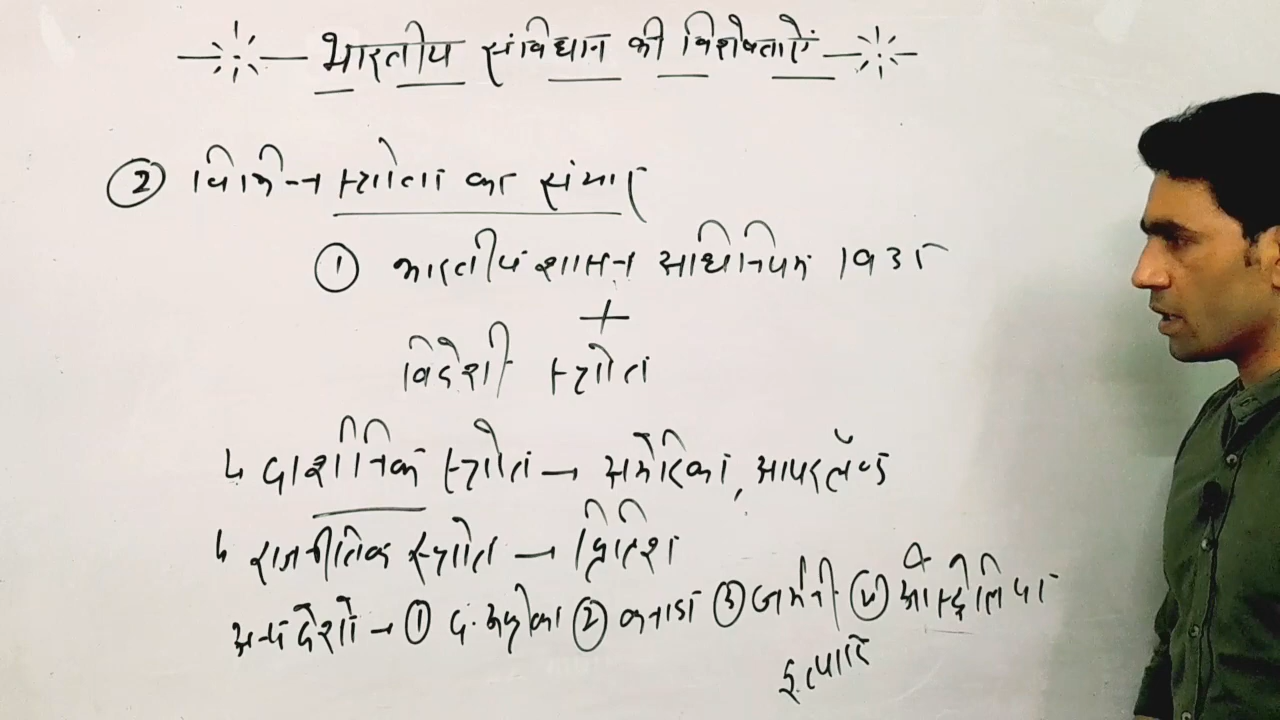 भारतीय संविधान की विशेषताऐं
② विभिन्न स्त्रोतों का संभार
① भारतीय शासन अधिनियम 1935
+
विदेशी स्त्रोत
↳ दार्शनिक स्त्रोत → अमेरिका, आयरलैण्ड
↳ राजनीतिक स्त्रोत → ब्रिटिश
अन्य देशों → ① द. अफ्रीका ② कनाडा ③ जर्मनी ④ आस्ट्रेलिया
इत्यादि